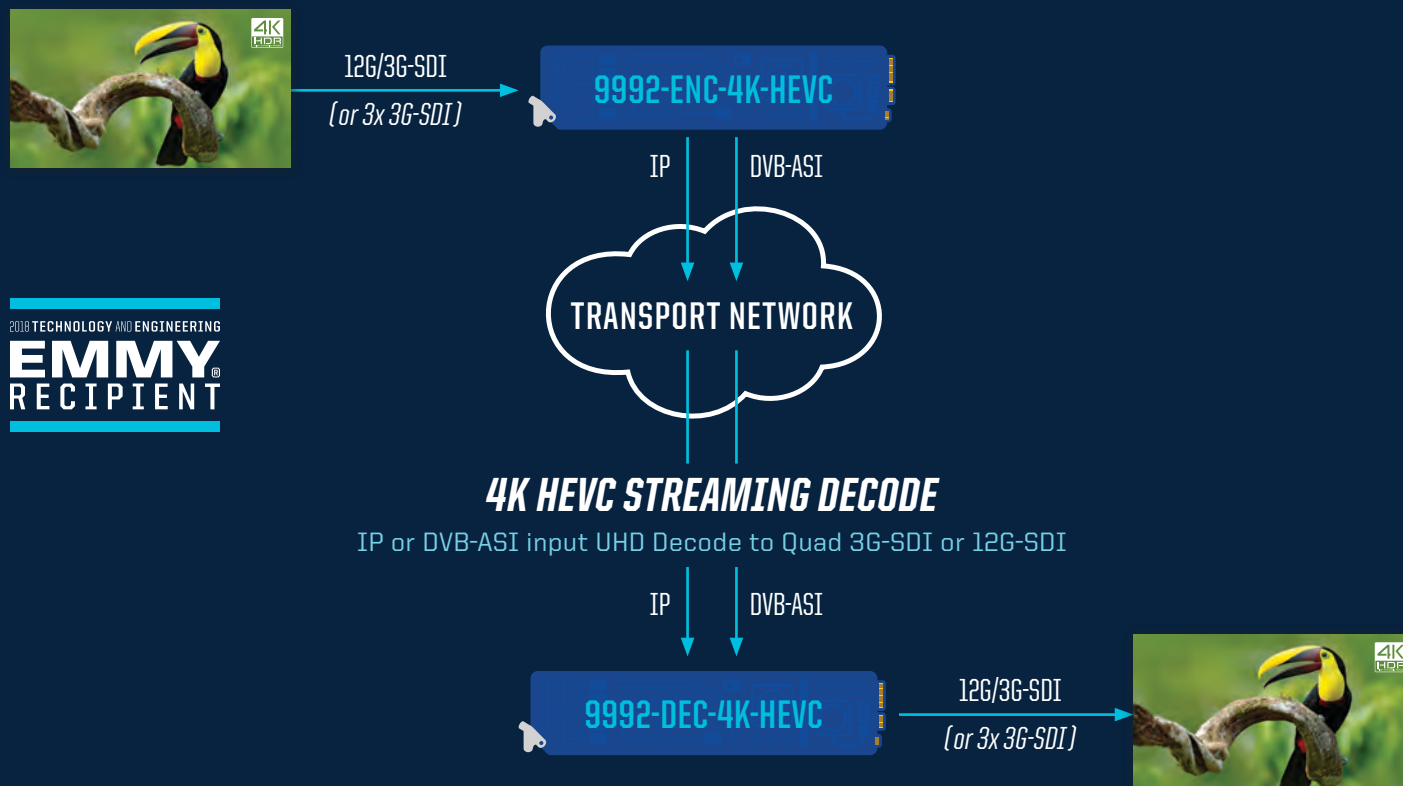 4K
HDR
12G/3G-SDI
(or 3x 3G-SDI)
9992-ENC-4K-HEVC
IP
DVB-ASI
TRANSPORT NETWORK
2018 TECHNOLOGY AND ENGINEERING
EMMY®
RECIPIENT
4K HEVC STREAMING DECODE
IP or DVB-ASI input UHD Decode to Quad 3G-SDI or 12G-SDI
IP
DVB-ASI
9992-DEC-4K-HEVC
12G/3G-SDI
(or 3x 3G-SDI)
4K
HDR